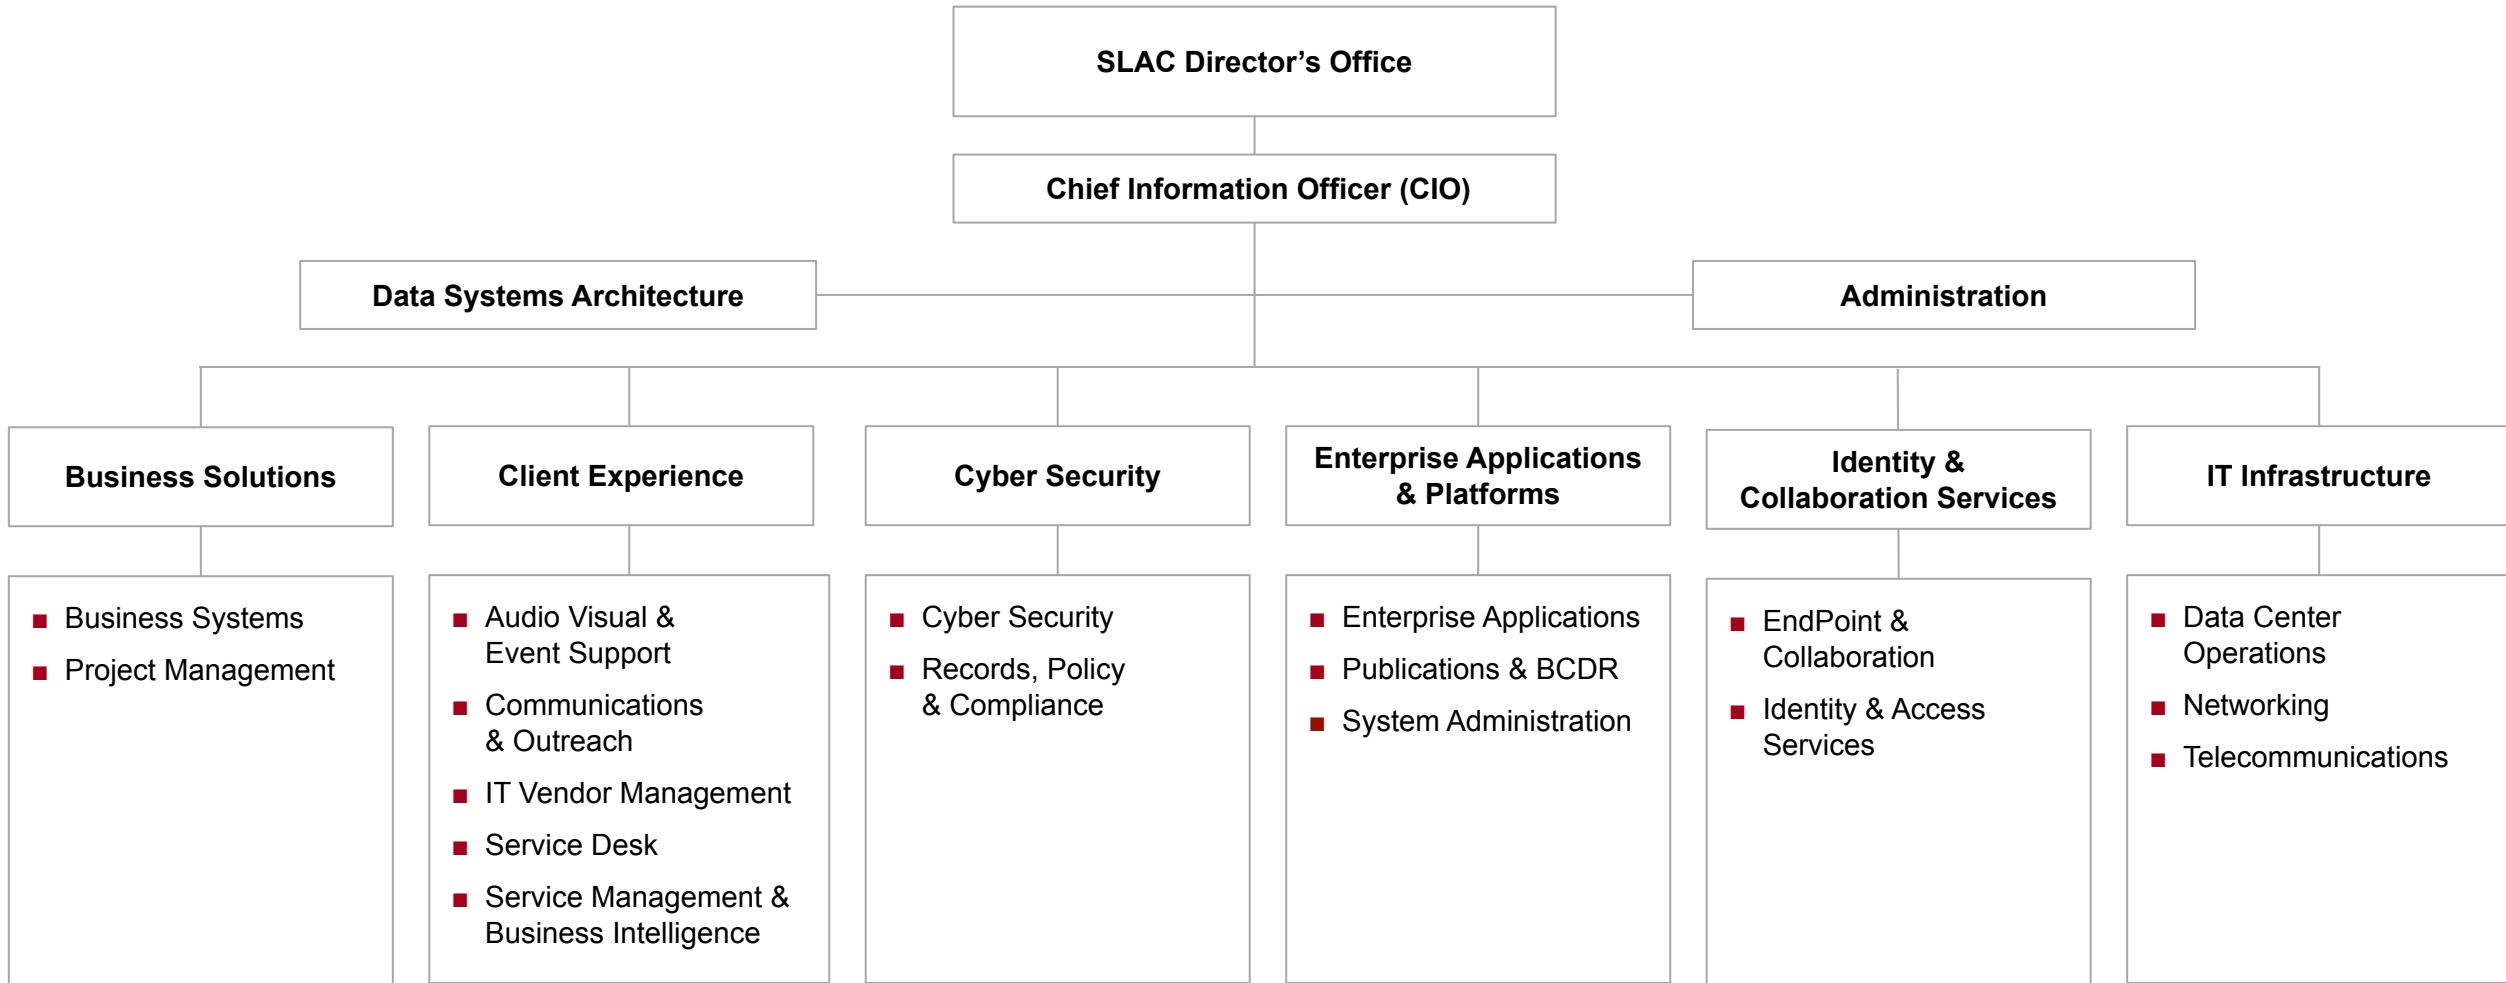 SLAC Director’s Office
Chief Information Officer (CIO)
Data Systems Architecture
Administration
Business Solutions
Client Experience
Cyber Security
Enterprise Applications
& Platforms
Identity &
Collaboration Services
IT Infrastructure
Business Systems
Project Management
Audio Visual &
Event Support
Communications
& Outreach
IT Vendor Management
Service Desk
Service Management &
Business Intelligence
Cyber Security
Records, Policy
& Compliance
Enterprise Applications
Publications & BCDR
System Administration
EndPoint &
Collaboration
Identity & Access
Services
Data Center
Operations
Networking
Telecommunications